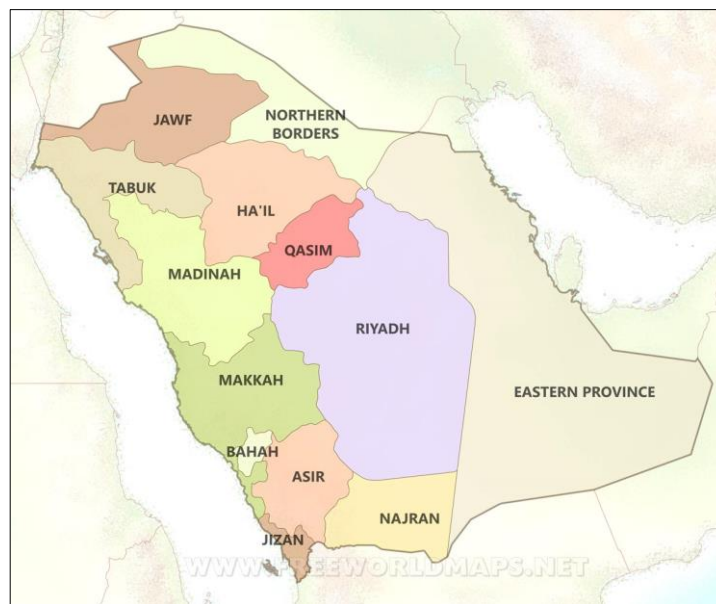 JAWF
NORTHERN
BORDERS
TABUK
HA'IL
QASIM
MADINAH
RIYADH
MAKKAH
EASTERN PROVINCE
BAHAH
ASIR
NAJRAN
JIZAN
WWW.FREEWORLDMAPS.NET